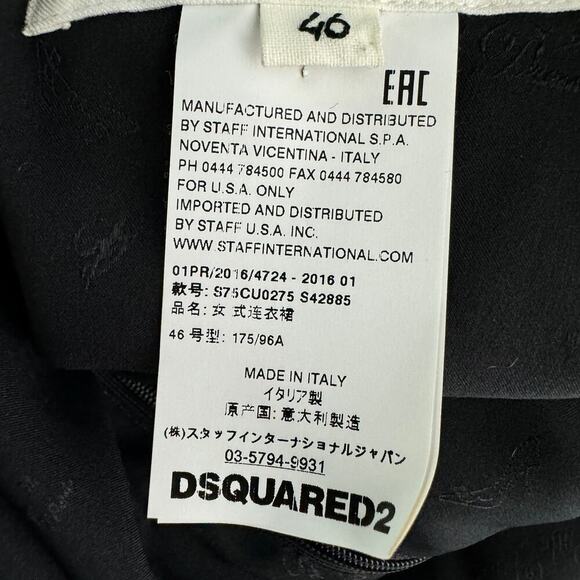 46
EAC
MANUFACTURED AND DISTRIBUTED
BY STAFF INTERNATIONAL S.P.A.
NOVENTA VICENTINA - ITALY
PH 0444 784500 FAX 0444 784580
FOR U.S.A. ONLY
IMPORTED AND DISTRIBUTED
BY STAFF U.S.A. INC.
WWW.STAFFINTERNATIONAL.COM
01PR/2016/4724 - 2016 01
款号: S75CU0275 S42885
品名: 女 式连衣裙
46 号型: 175/96A
MADE IN ITALY
イタリア製
原产国: 意大利製造
(株)スタッフインターナショナルジャパン
03-5794-9931
DSQUARED2